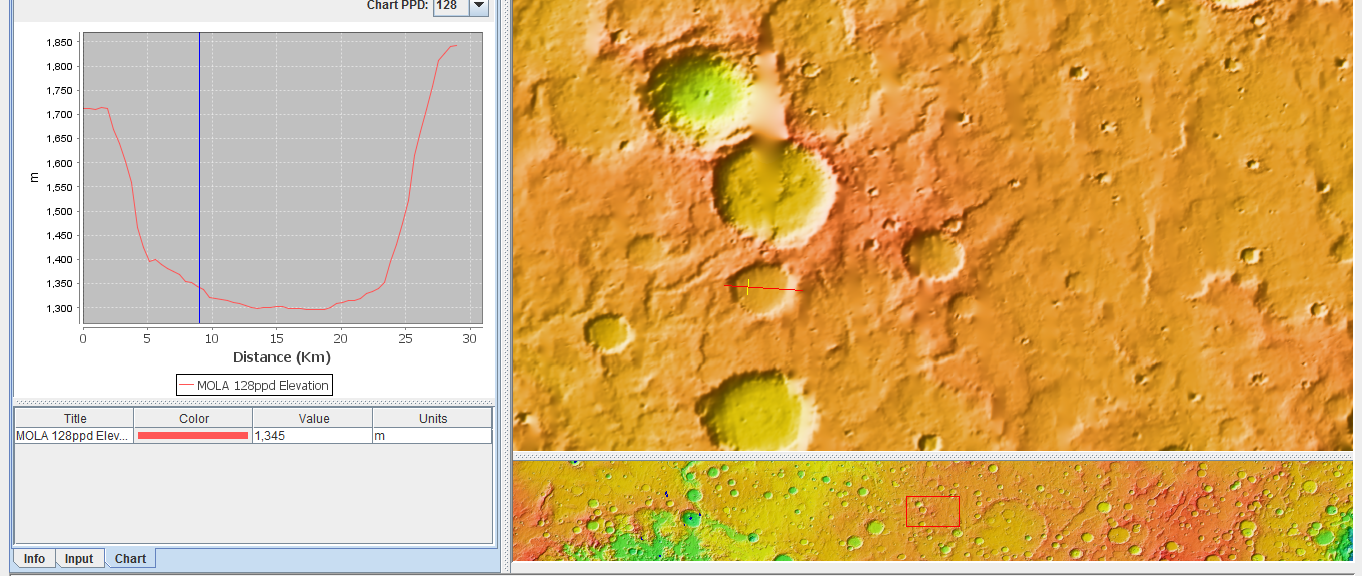 Chart PPD: 128
1,850
1,800
1,750
1,700
1,650
1,600
m
1,550
1,500
1,450
1,400
1,350
1,300
0 5 10 15 20 25 30
Distance (Km)
MOLA 128ppd Elevation
Title Color Value Units
MOLA 128ppd Elev... 1,345 m
Info Input Chart